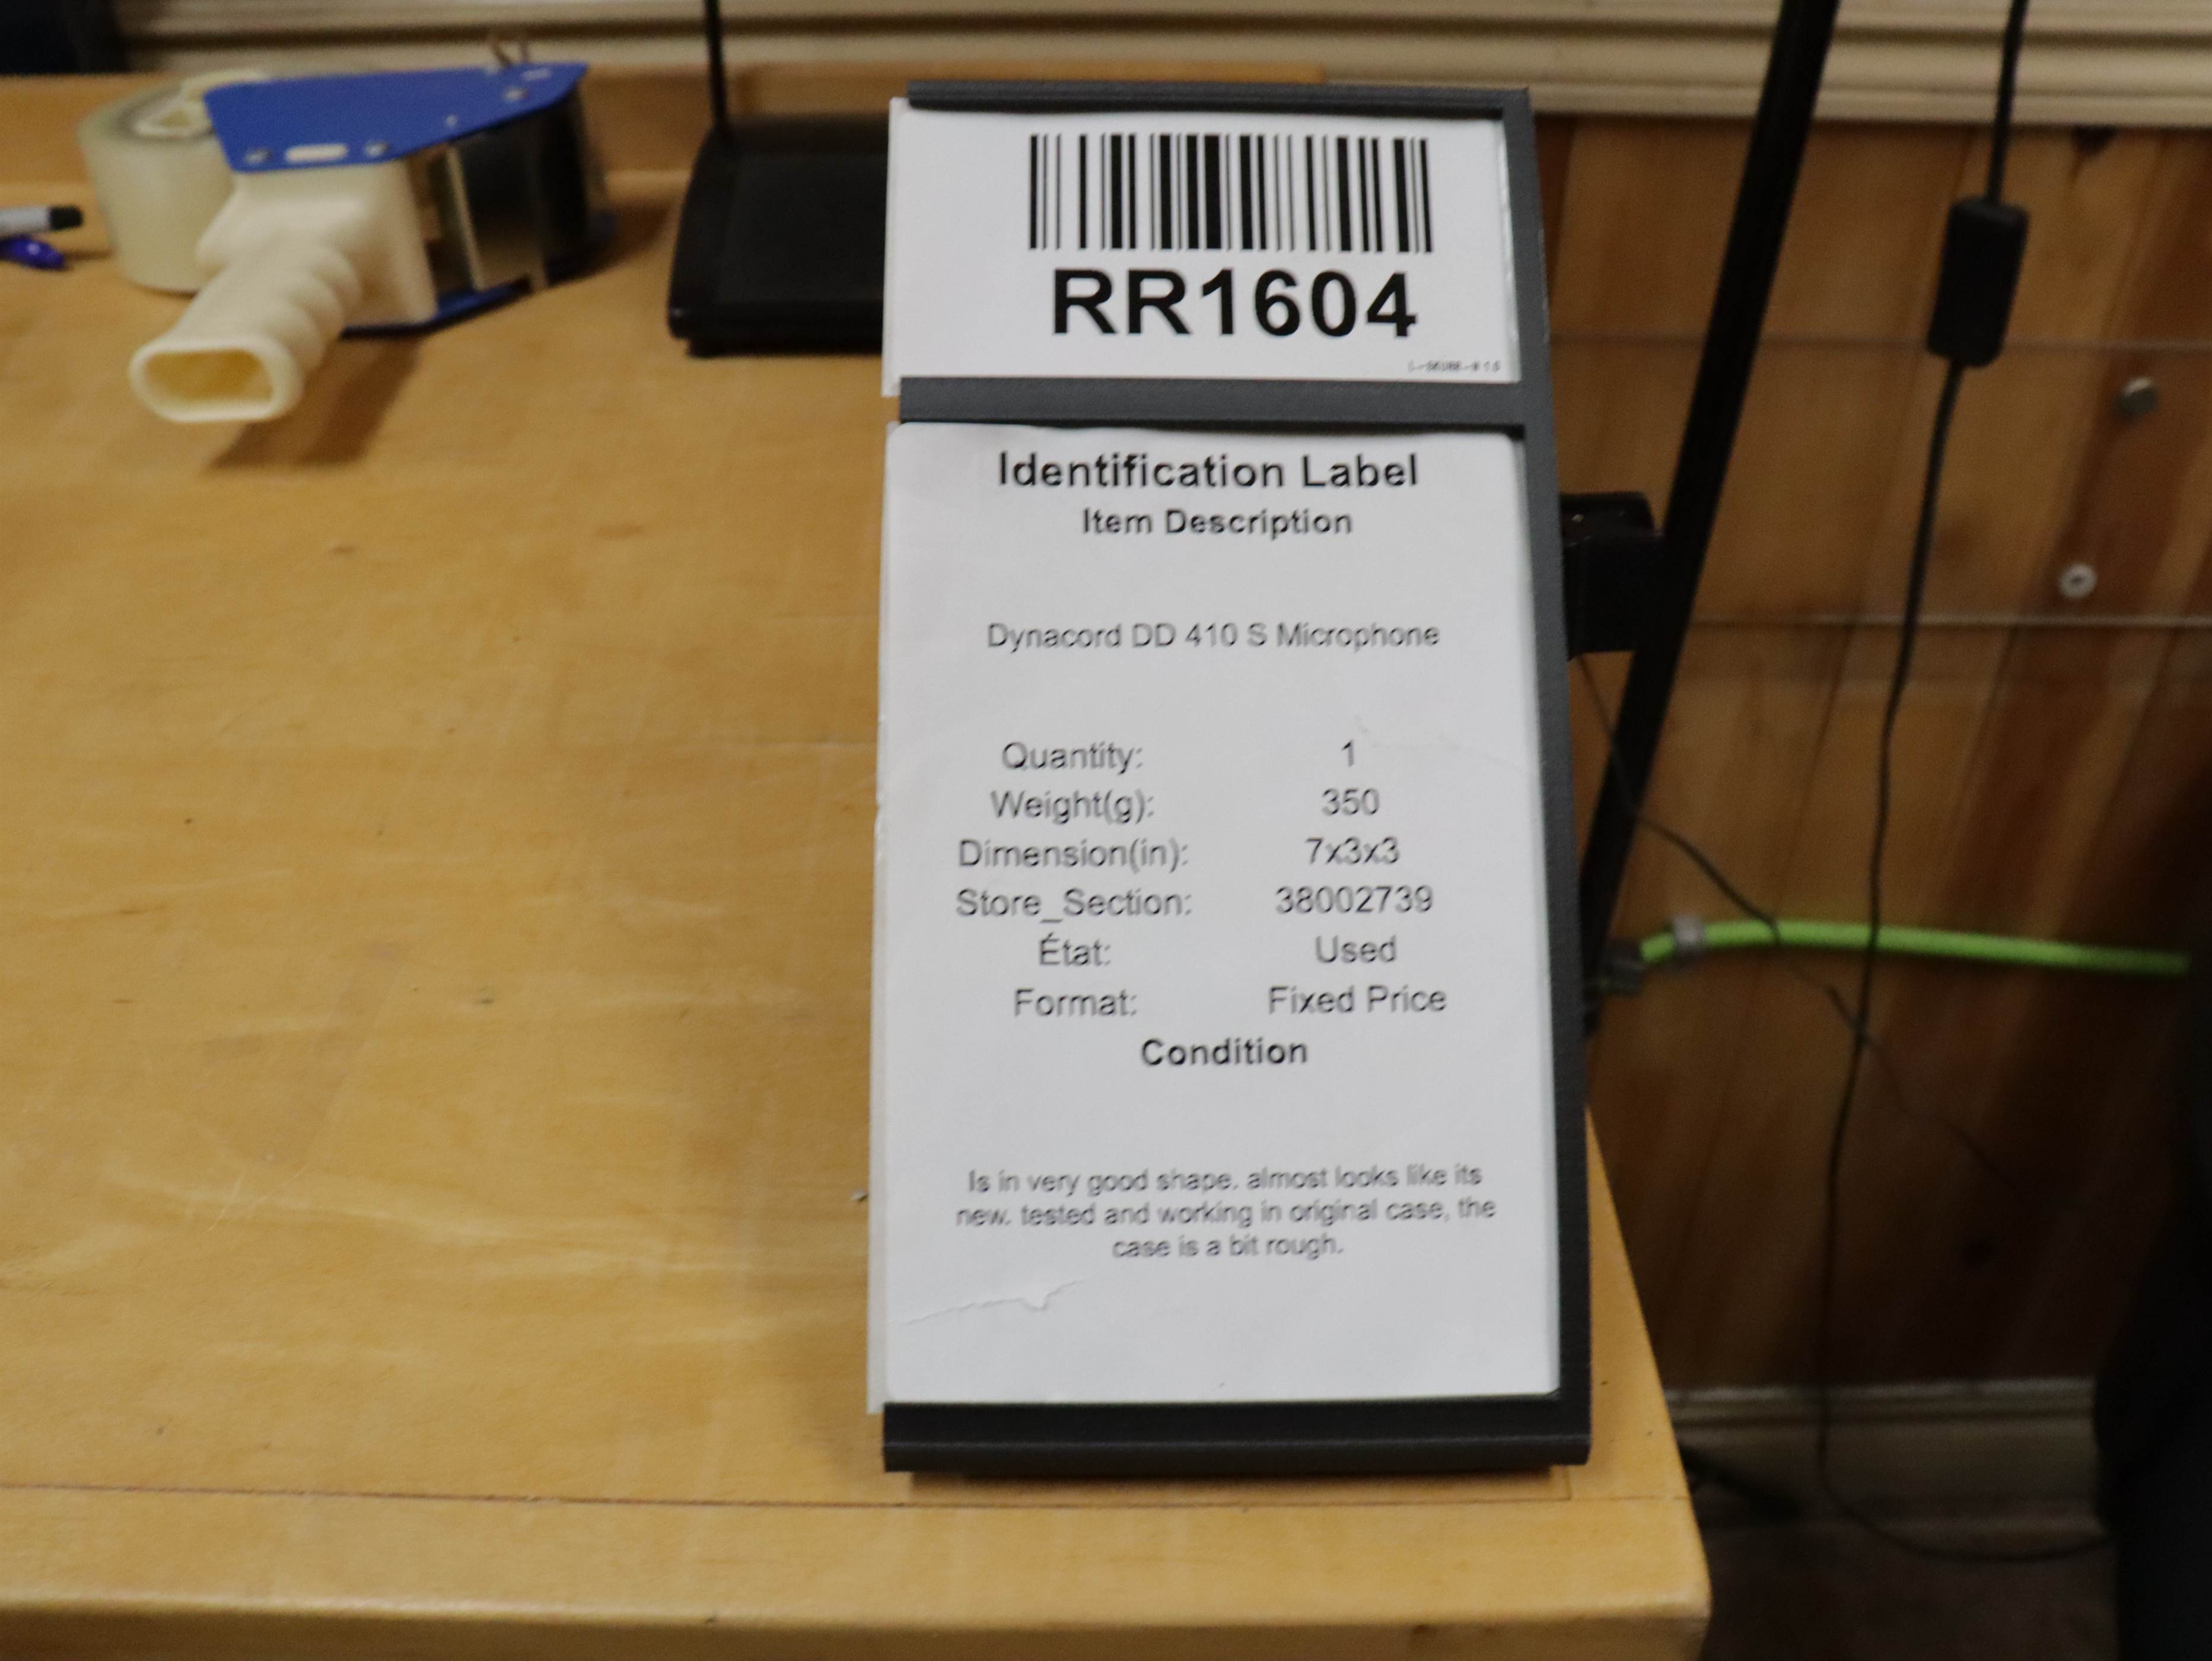 RR1604
Identification Label
Item Description
Dynacord DD 410 S Microphone
Quantity: 1
Weight(g): 350
Dimension(in): 7x3x3
Store_Section: 38002739
État: Used
Format: Fixed Price
Condition
Is in very good shape. almost looks like its
new. tested and working in original case, the
case is a bit rough.